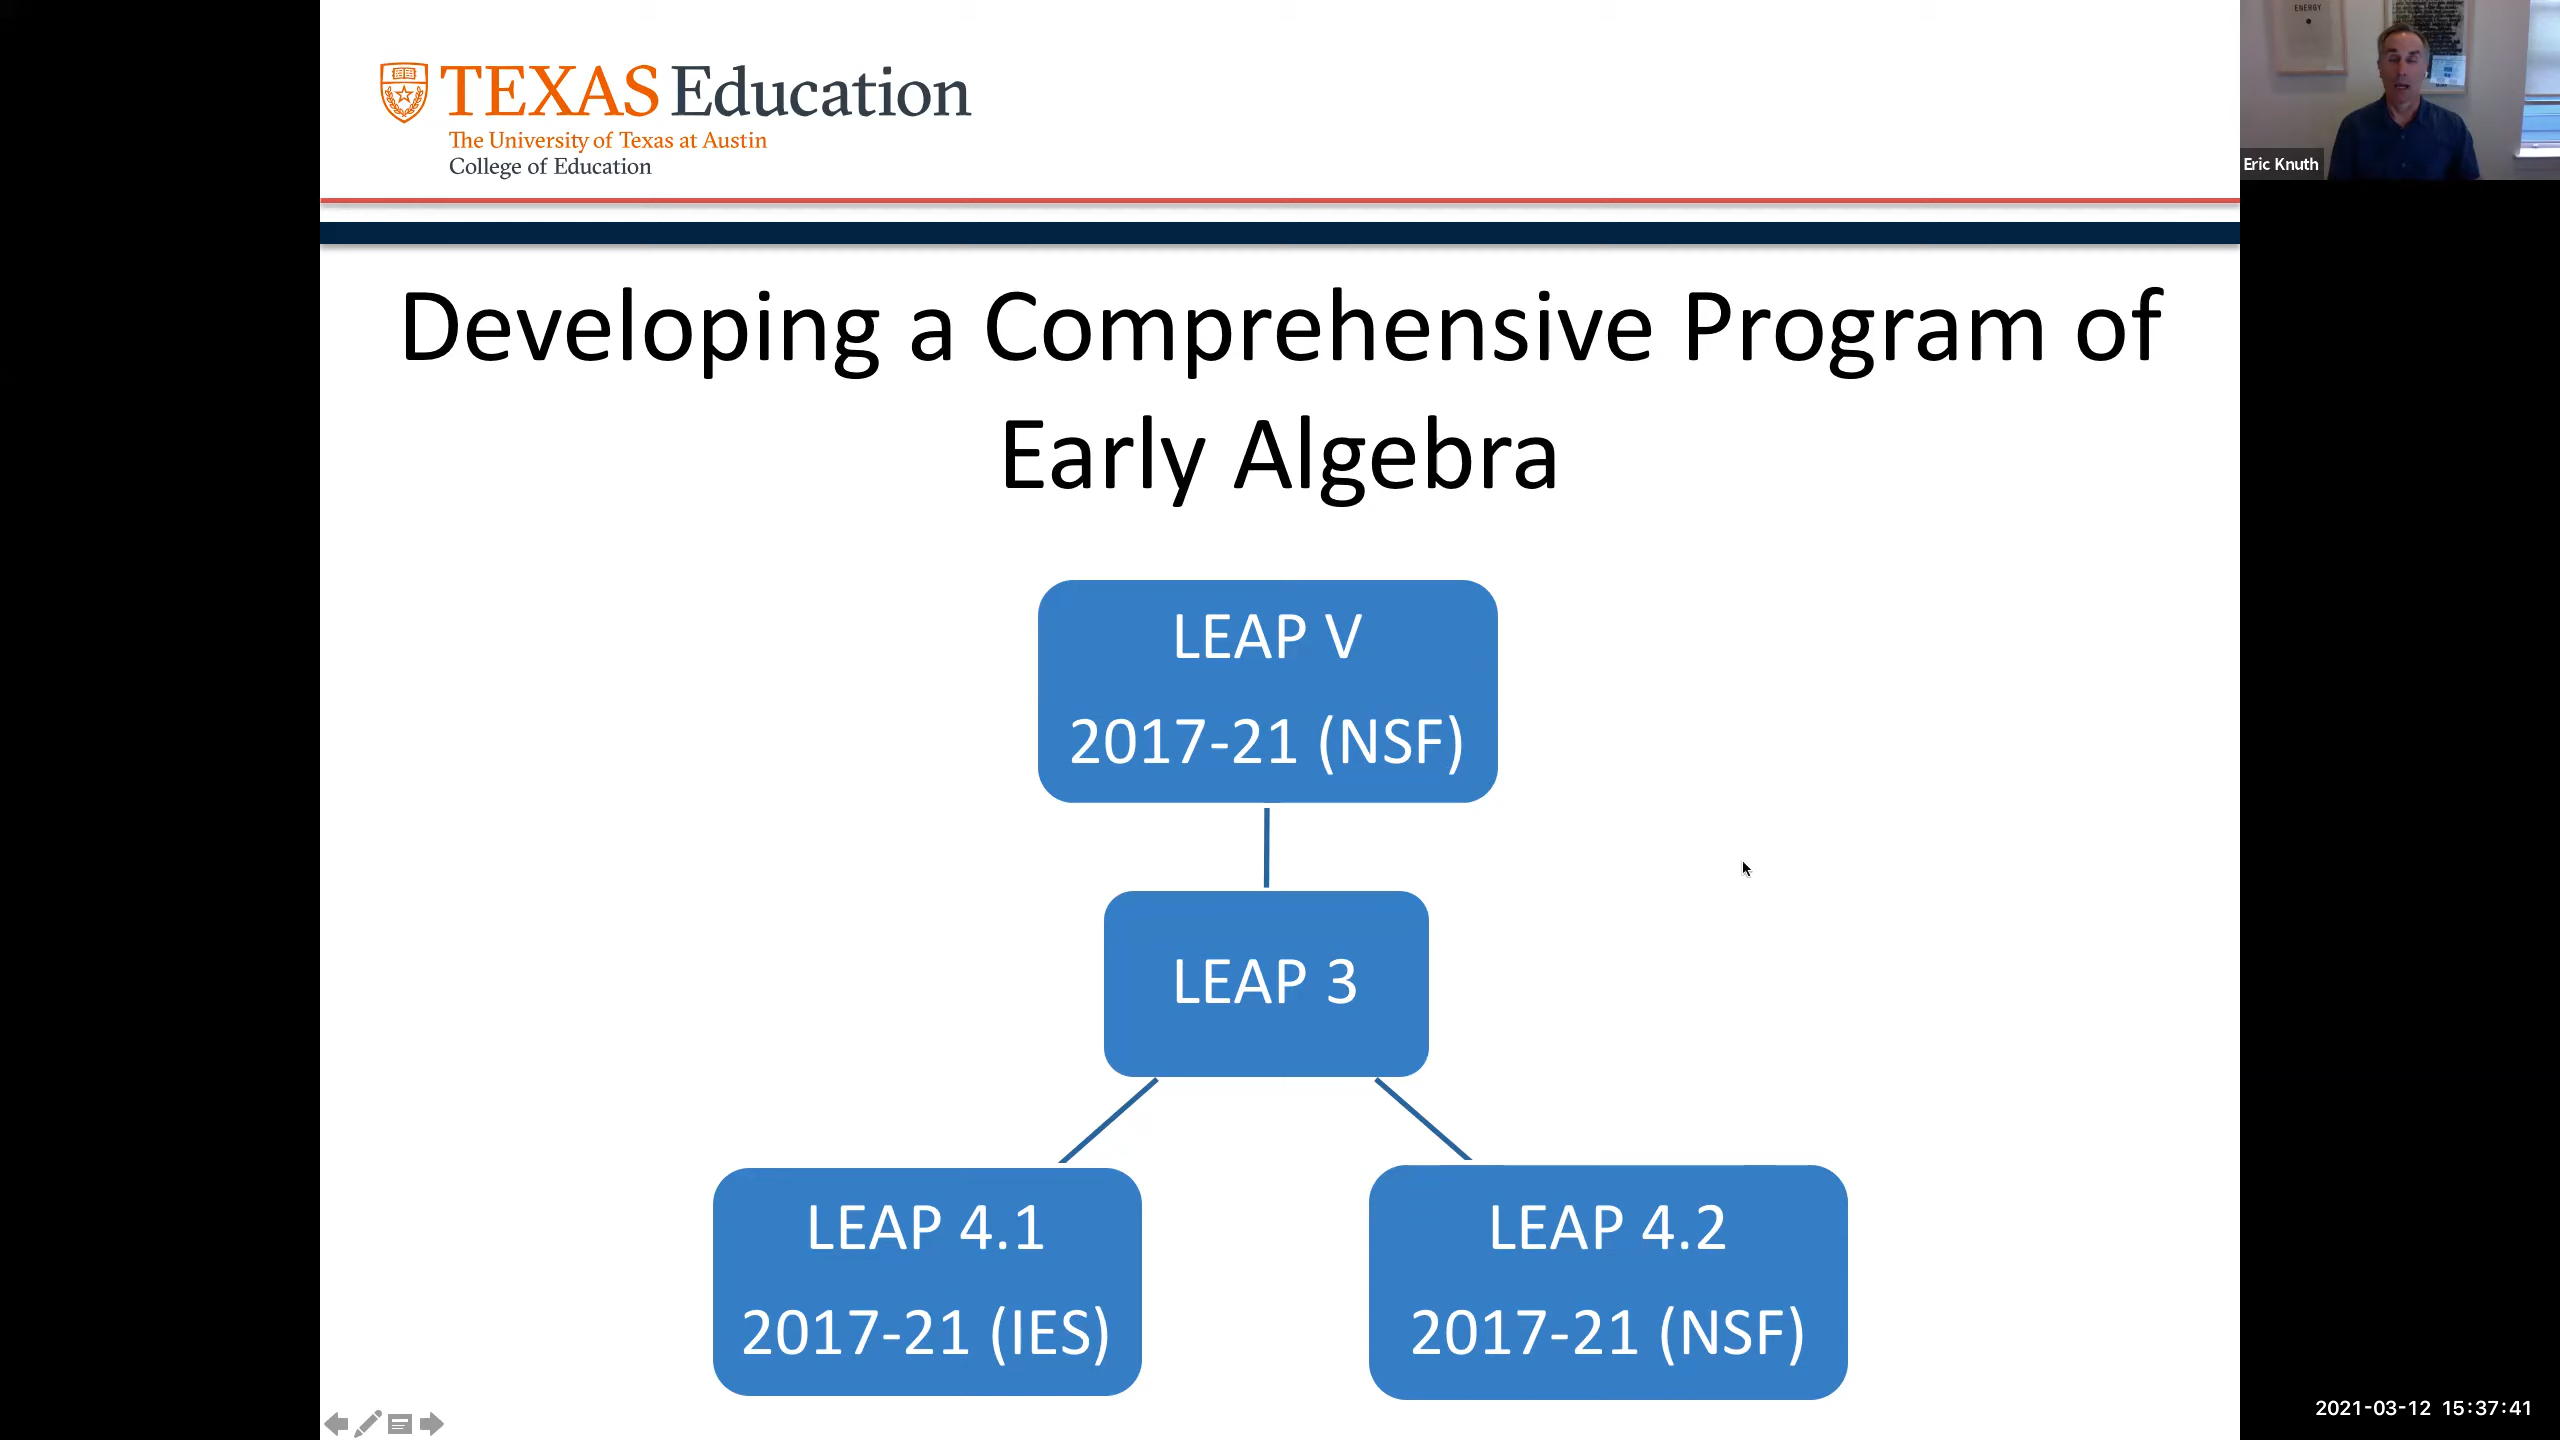 TEXAS Education
The University of Texas at Austin
College of Education
ENERGY
Eric Knuth
Developing a Comprehensive Program of
Early Algebra
LEAP V
2017-21 (NSF)
LEAP 3
LEAP 4.1
2017-21 (IES)
LEAP 4.2
2017-21 (NSF)
2021-03-12 15:37:41